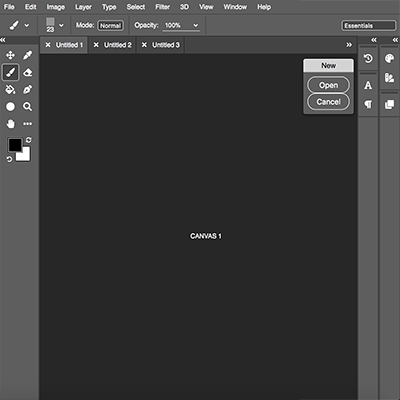 File Edit Image Layer Type Select Filter 3D View Window Help
23 Mode: Normal Opacity: 100% Essentials
Untitled 1 Untitled 2 Untitled 3
New
Open
Cancel
A
CANVAS 1